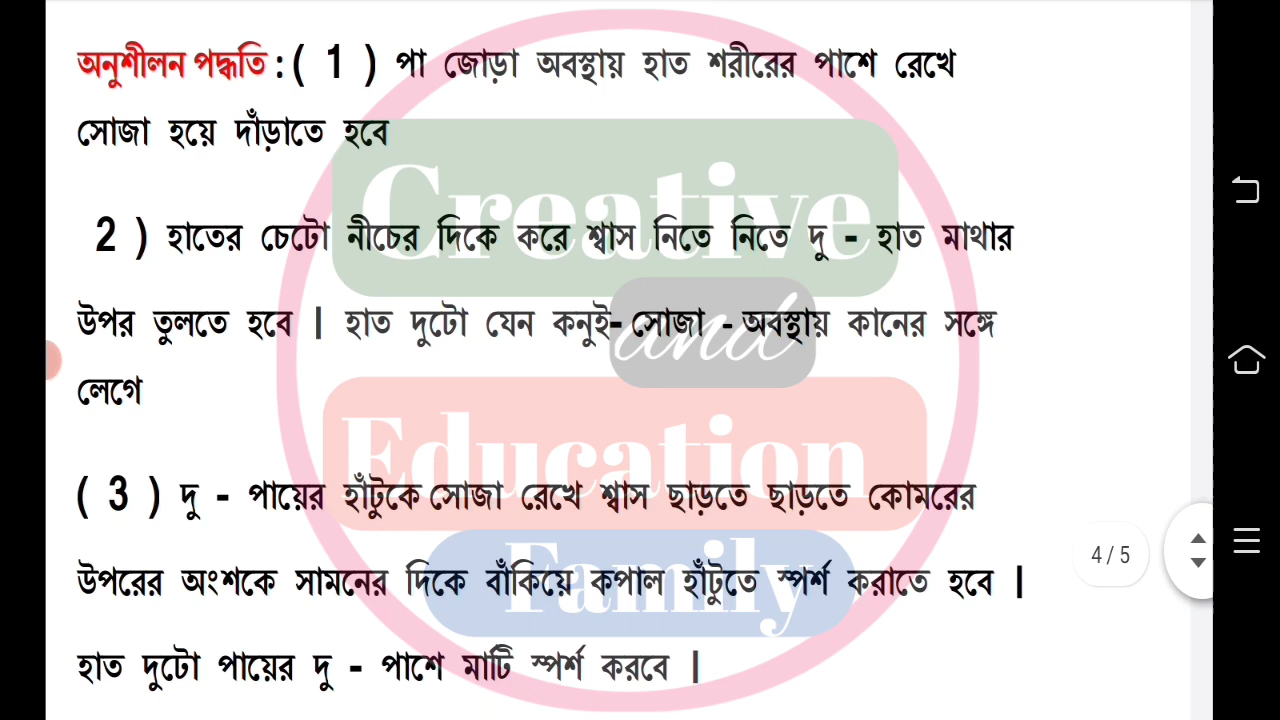 অনুশীলন পদ্ধতি : ( 1 ) পা জোড়া অবস্থায় হাত শরীরের পাশে রেখে
সোজা হয়ে দাঁড়াতে হবে
2 ) হাতের চেটো নীচের দিকে করে শ্বাস নিতে নিতে দু - হাত মাথার
উপর তুলতে হবে | হাত দুটো যেন কনুই- সোজা - অবস্থায় কানের সঙ্গে
লেগে
( 3 ) দু - পায়ের হাঁটুকে সোজা রেখে শ্বাস ছাড়তে ছাড়তে কোমরের
উপরের অংশকে সামনের দিকে বাঁকিয়ে কপাল হাঁটুতে স্পর্শ করাতে হবে |
হাত দুটো পায়ের দু - পাশে মাটি স্পর্শ করবে |
Creative
and
Education
Family
4 / 5